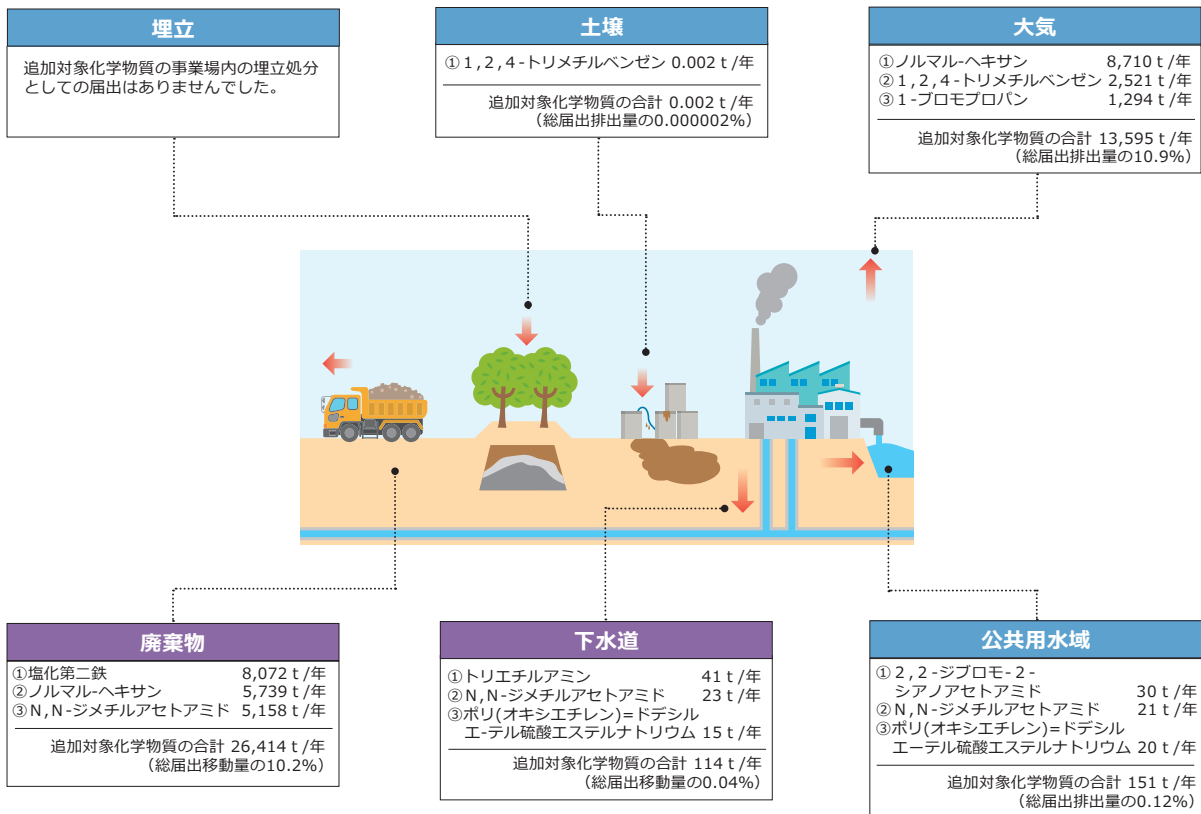 埋立
追加対象化学物質の事業場内の埋立処分
としての届出はありませんでした。
土壌
①1,2,4-トリメチルベンゼン 0.002 t/年
追加対象化学物質の合計 0.002 t/年
(総届出排出量の0.000002%)
大気
①ノルマル-ヘキサン 8,710 t/年
②1,2,4-トリメチルベンゼン 2,521 t/年
③1-ブロモプロパン 1,294 t/年
追加対象化学物質の合計 13,595 t/年
(総届出排出量の10.9%)
廃棄物
①塩化第二鉄 8,072 t/年
②ノルマル-ヘキサン 5,739 t/年
③N,N-ジメチルアセトアミド 5,158 t/年
追加対象化学物質の合計 26,414 t/年
(総届出移動量の10.2%)
下水道
①トリエチルアミン 41 t/年
②N,N-ジメチルアセトアミド 23 t/年
③ポリ(オキシエチレン)=ドデシル
エ-テル硫酸エステルナトリウム 15 t/年
追加対象化学物質の合計 114 t/年
(総届出移動量の0.04%)
公共用水域
①2,2-ジブロモ-2-
シアノアセトアミド 30 t/年
②N,N-ジメチルアセトアミド 21 t/年
③ポリ(オキシエチレン)=ドデシル
エーテル硫酸エステルナトリウム 20 t/年
追加対象化学物質の合計 151 t/年
(総届出排出量の0.12%)